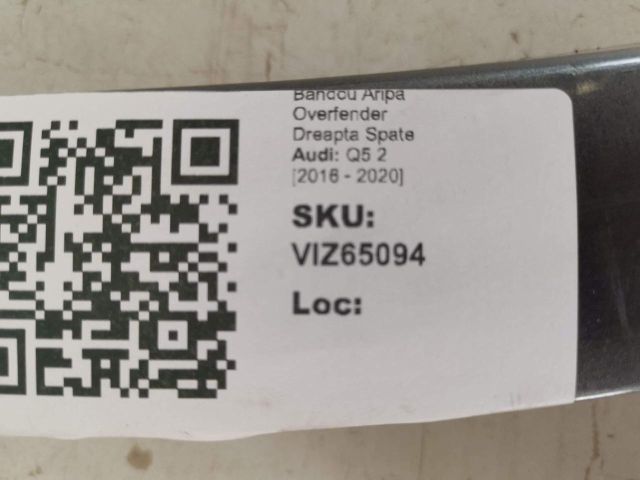 Bandou Aripa
Overfender
Dreapta Spate
Audi: Q5 2
[2016 - 2020]
SKU:
VIZ65094
Loc: